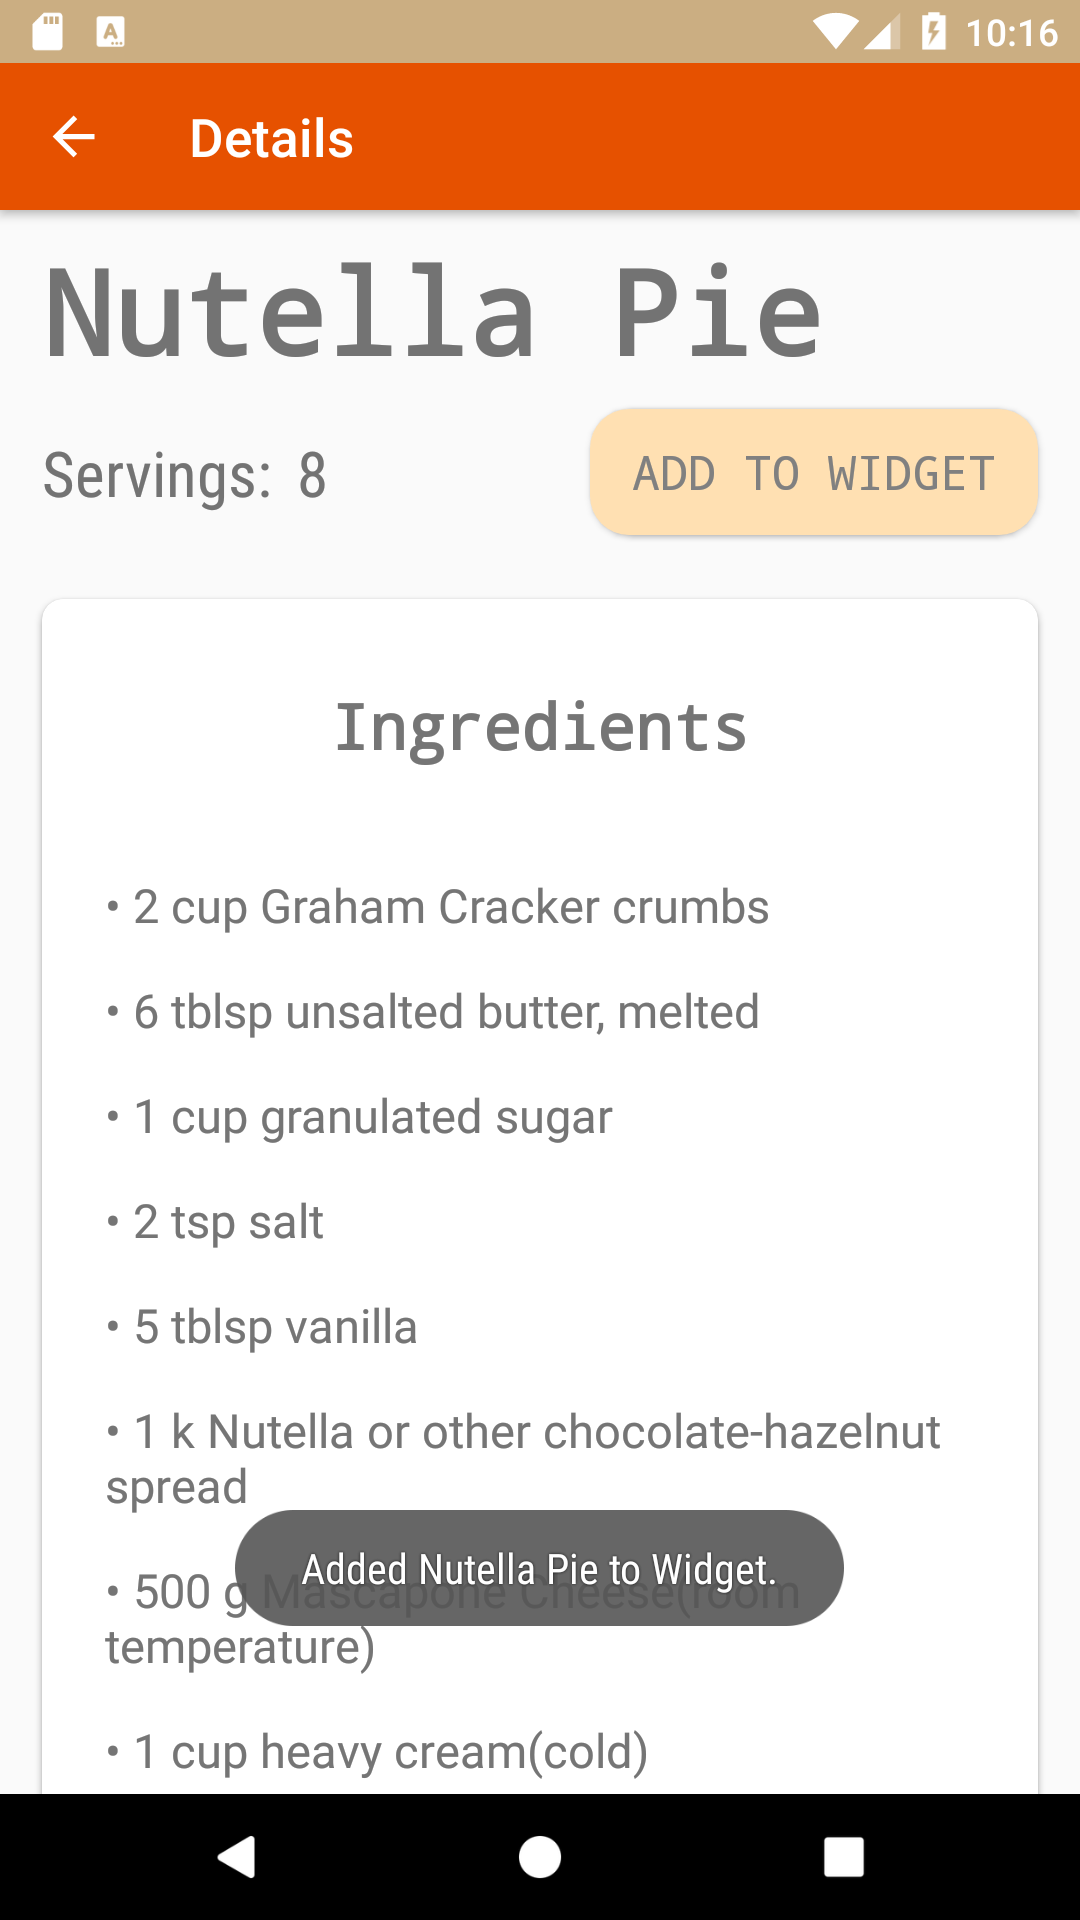 10:16
Details
Nutella Pie
Servings: 8
ADD TO WIDGET
Ingredients
• 2 cup Graham Cracker crumbs
• 6 tblsp unsalted butter, melted
• 1 cup granulated sugar
• 2 tsp salt
• 5 tblsp vanilla
• 1 k Nutella or other chocolate-hazelnut
spread
Added Nutella Pie to Widget.
• 500 g Mascapone Cheese(room
temperature)
• 1 cup heavy cream(cold)